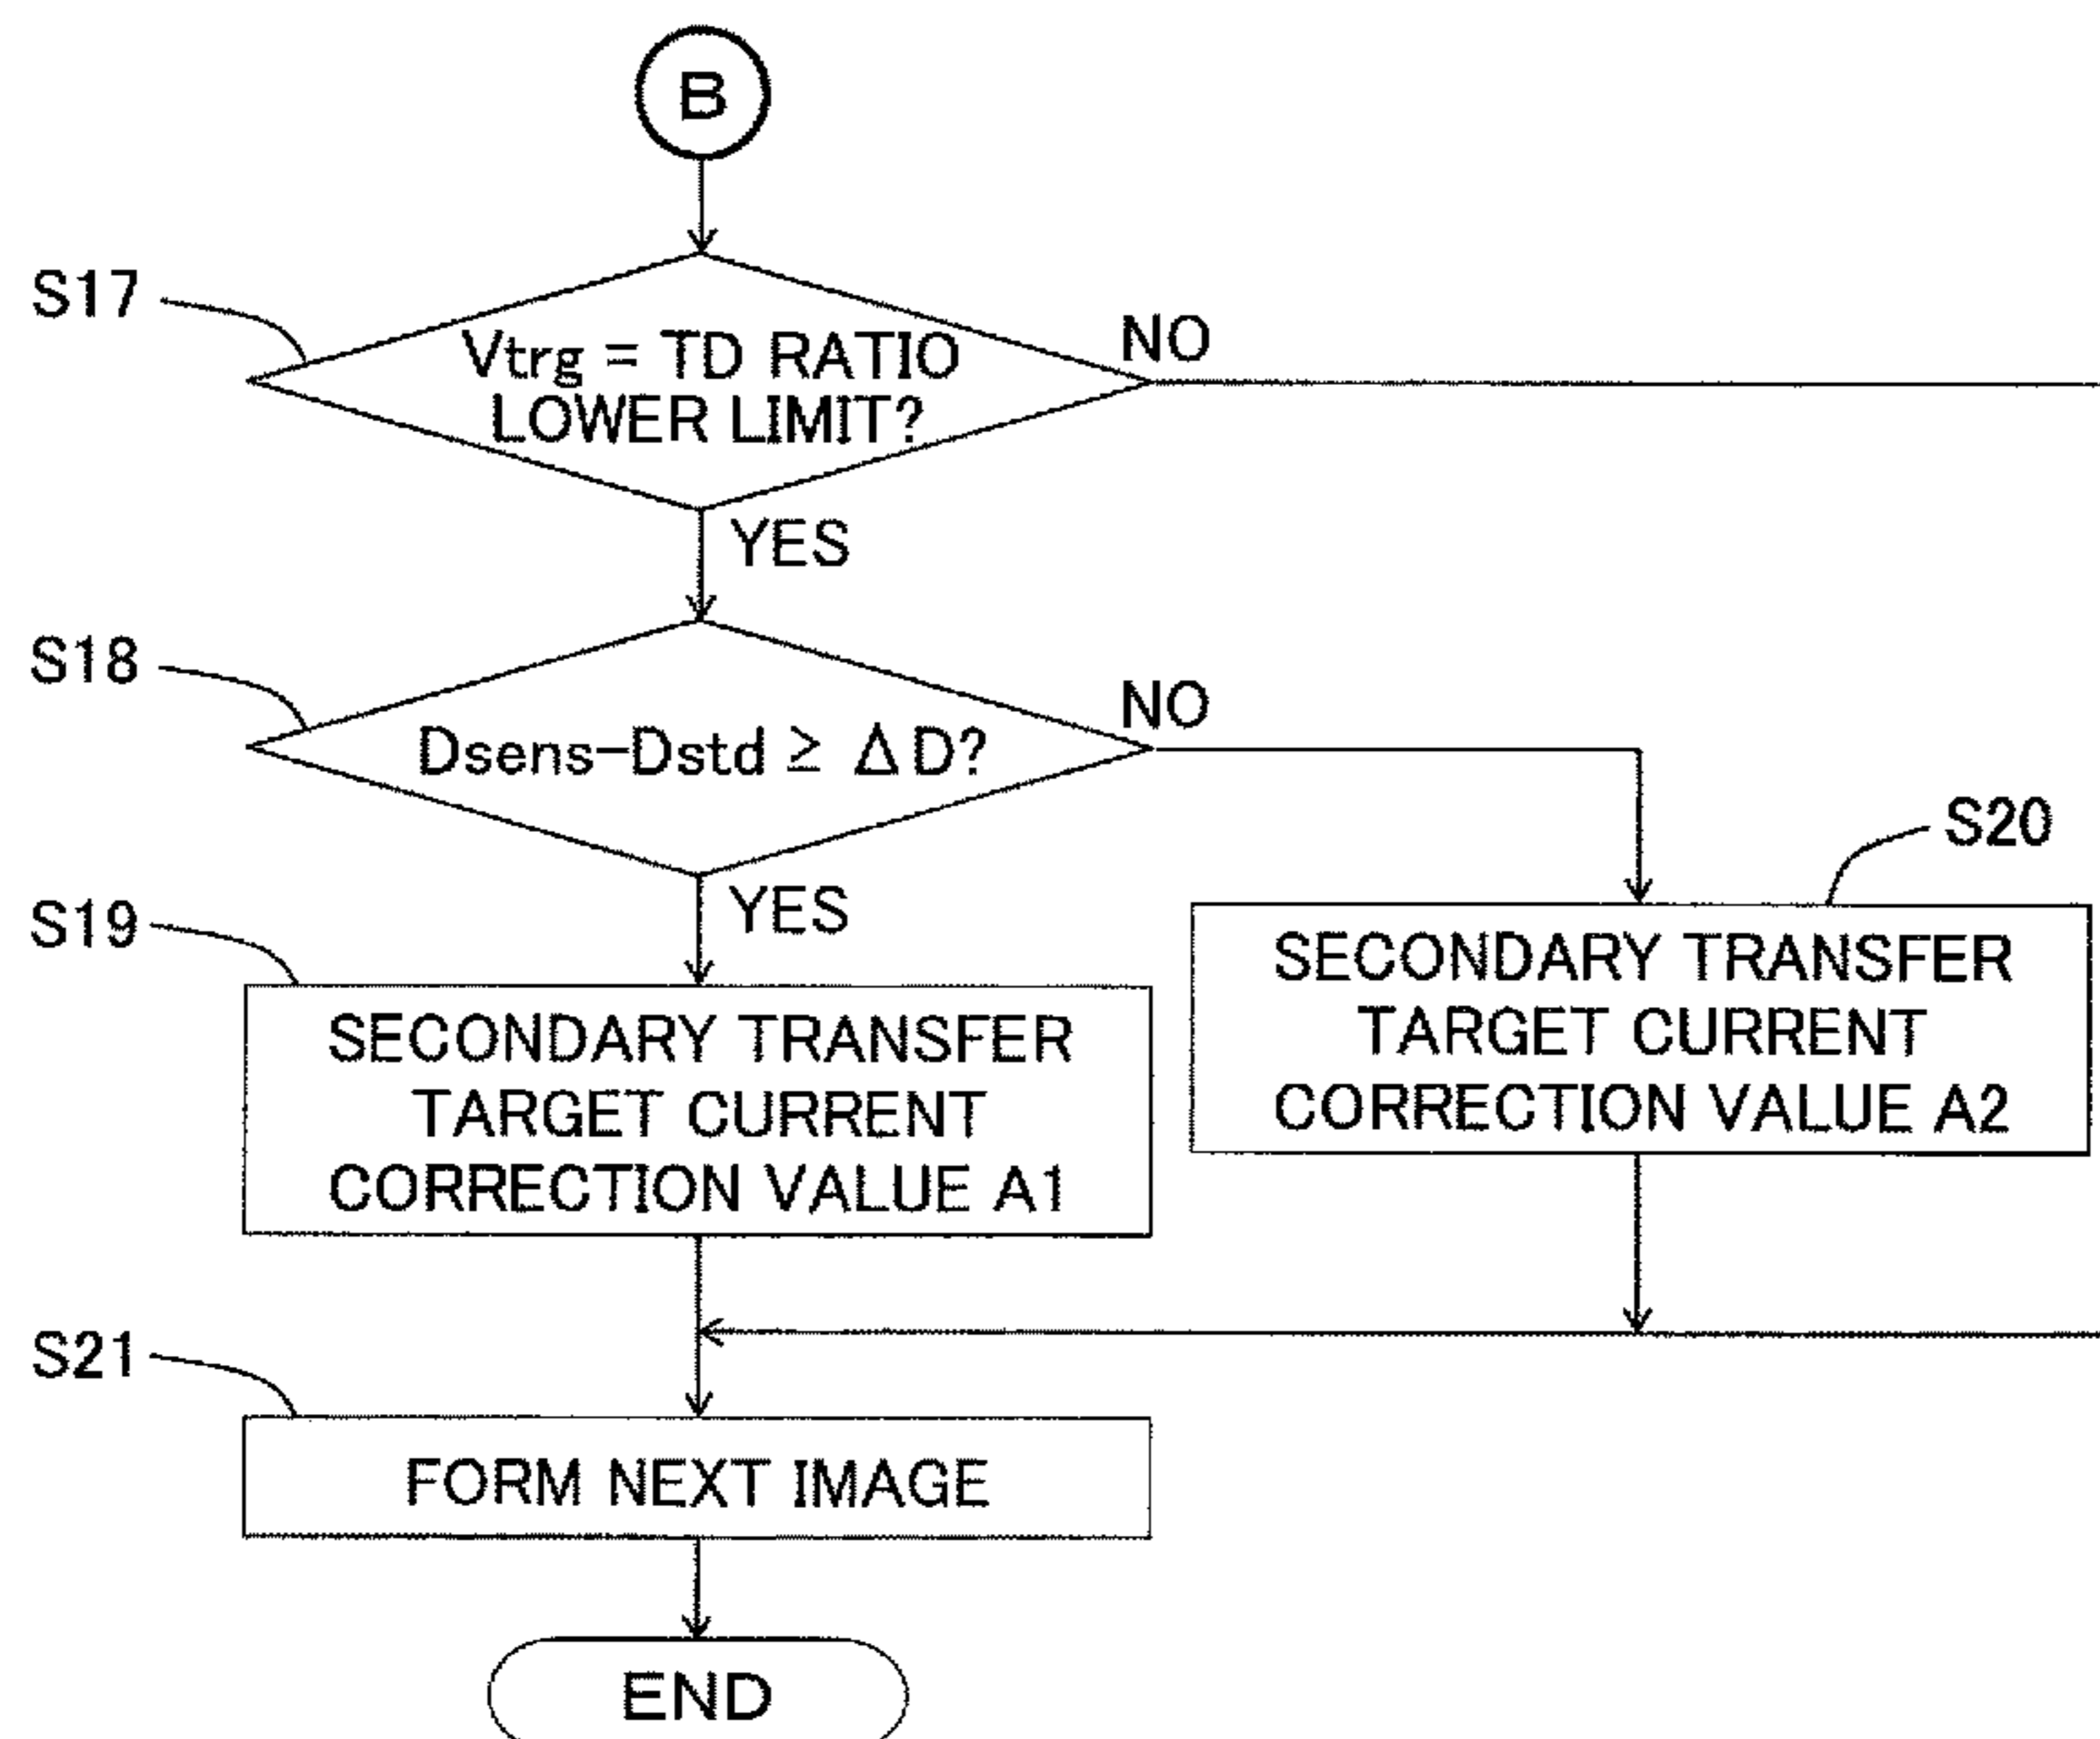 B
S17
Vtrg = TD RATIO
LOWER LIMIT?
NO
YES
S18
Dsens-Dstd ≥ ΔD?
NO
YES
S20
SECONDARY TRANSFER
TARGET CURRENT
CORRECTION VALUE A2
S19
SECONDARY TRANSFER
TARGET CURRENT
CORRECTION VALUE A1
S21
FORM NEXT IMAGE
END